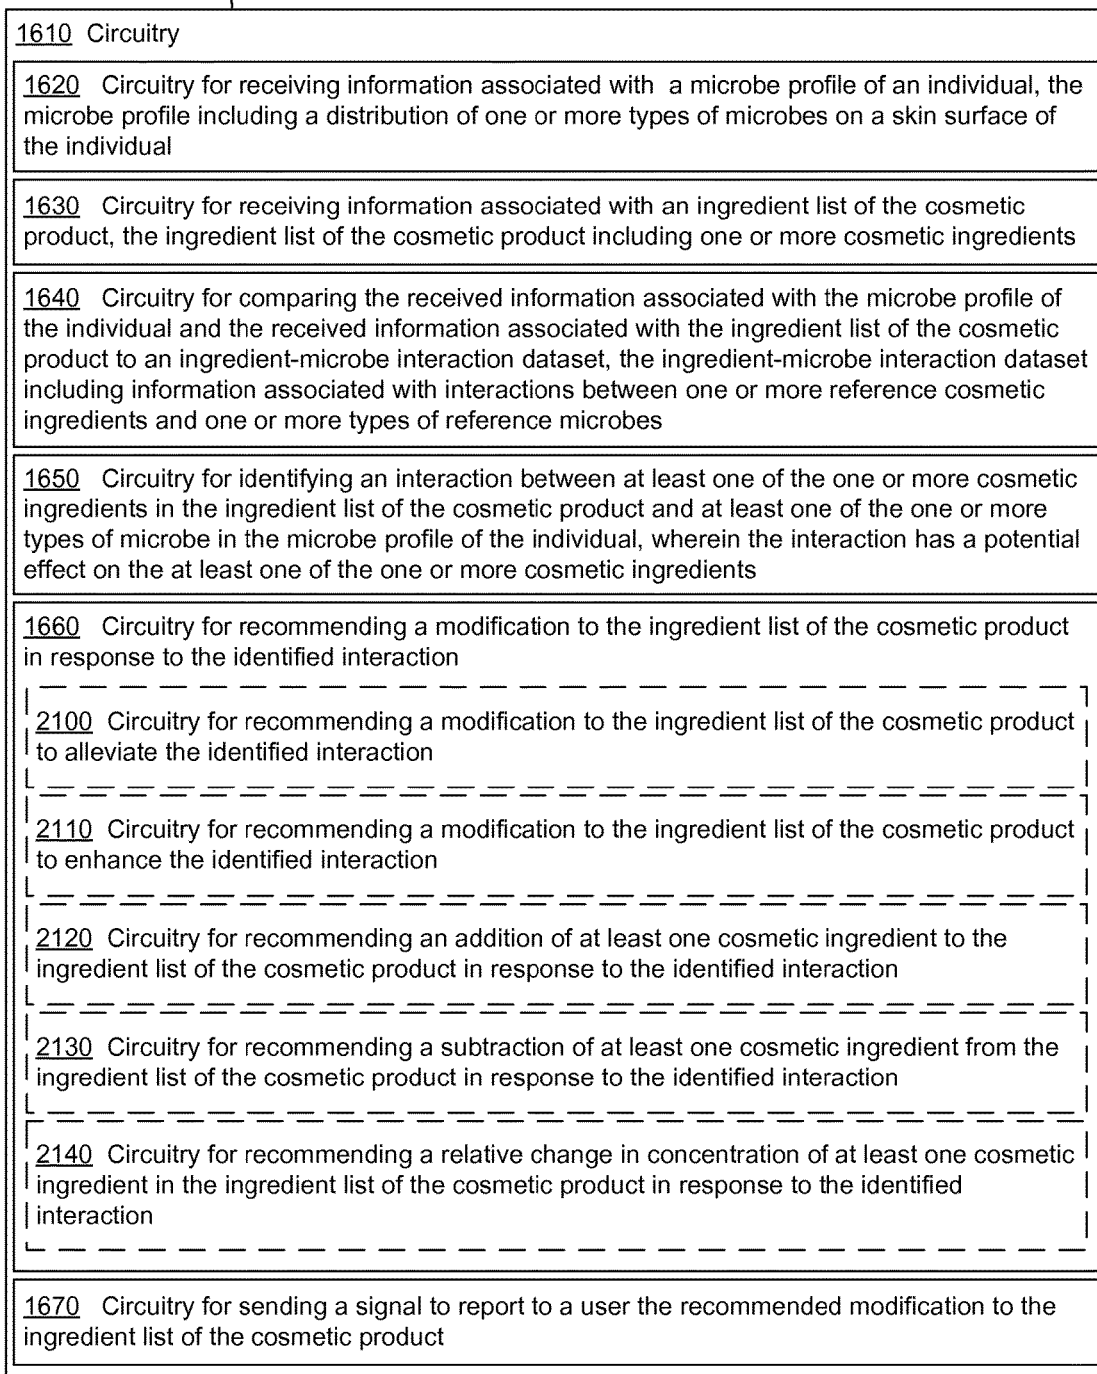 1610 Circuitry
1620 Circuitry for receiving information associated with a microbe profile of an individual, the
microbe profile including a distribution of one or more types of microbes on a skin surface of
the individual
1630 Circuitry for receiving information associated with an ingredient list of the cosmetic
product, the ingredient list of the cosmetic product including one or more cosmetic ingredients
1640 Circuitry for comparing the received information associated with the microbe profile of
the individual and the received information associated with the ingredient list of the cosmetic
product to an ingredient-microbe interaction dataset, the ingredient-microbe interaction dataset
including information associated with interactions between one or more reference cosmetic
ingredients and one or more types of reference microbes
1650 Circuitry for identifying an interaction between at least one of the one or more cosmetic
ingredients in the ingredient list of the cosmetic product and at least one of the one or more
types of microbe in the microbe profile of the individual, wherein the interaction has a potential
effect on the at least one of the one or more cosmetic ingredients
1660 Circuitry for recommending a modification to the ingredient list of the cosmetic product
in response to the identified interaction
2100 Circuitry for recommending a modification to the ingredient list of the cosmetic product
to alleviate the identified interaction
2110 Circuitry for recommending a modification to the ingredient list of the cosmetic product
to enhance the identified interaction
2120 Circuitry for recommending an addition of at least one cosmetic ingredient to the
ingredient list of the cosmetic product in response to the identified interaction
2130 Circuitry for recommending a subtraction of at least one cosmetic ingredient from the
ingredient list of the cosmetic product in response to the identified interaction
2140 Circuitry for recommending a relative change in concentration of at least one cosmetic
ingredient in the ingredient list of the cosmetic product in response to the identified
interaction
1670 Circuitry for sending a signal to report to a user the recommended modification to the
ingredient list of the cosmetic product